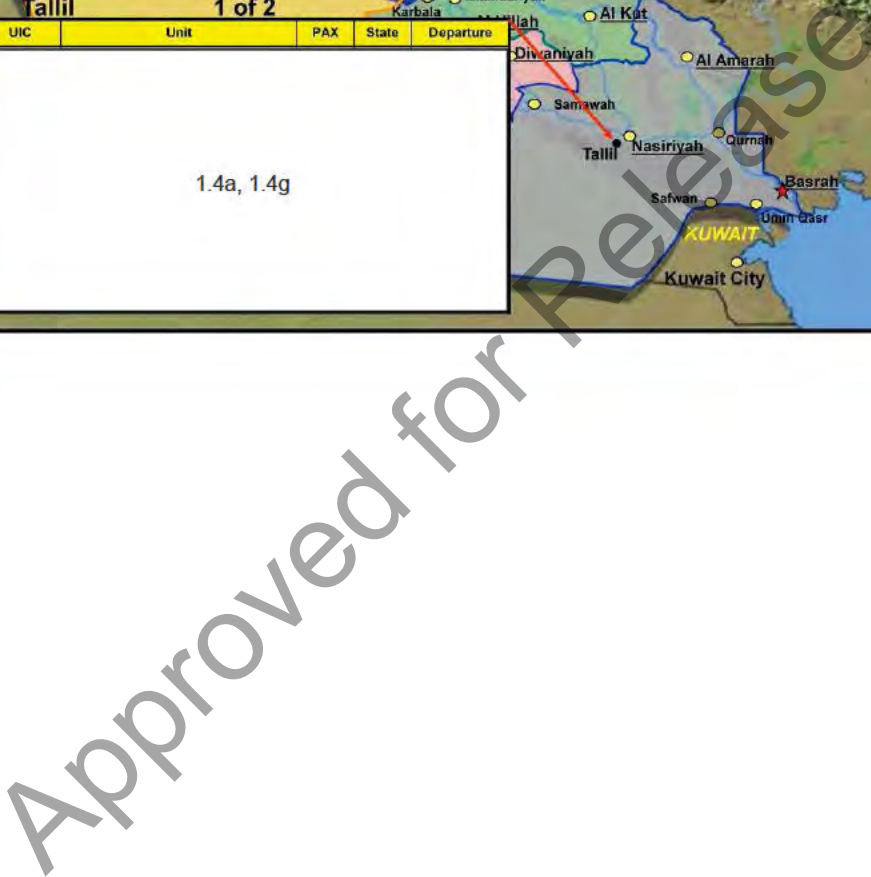 Tallil 1 of 2
UIC Unit PAX State Departure
1.4a, 1.4g
Karbala
Al Kut
Diwaniyah
Al Amarah
Samawah
Tallil
Nasiriyah
Qurnah
Basrah
Safwan
Umm Qasr
KUWAIT
Kuwait City
Approved for Release